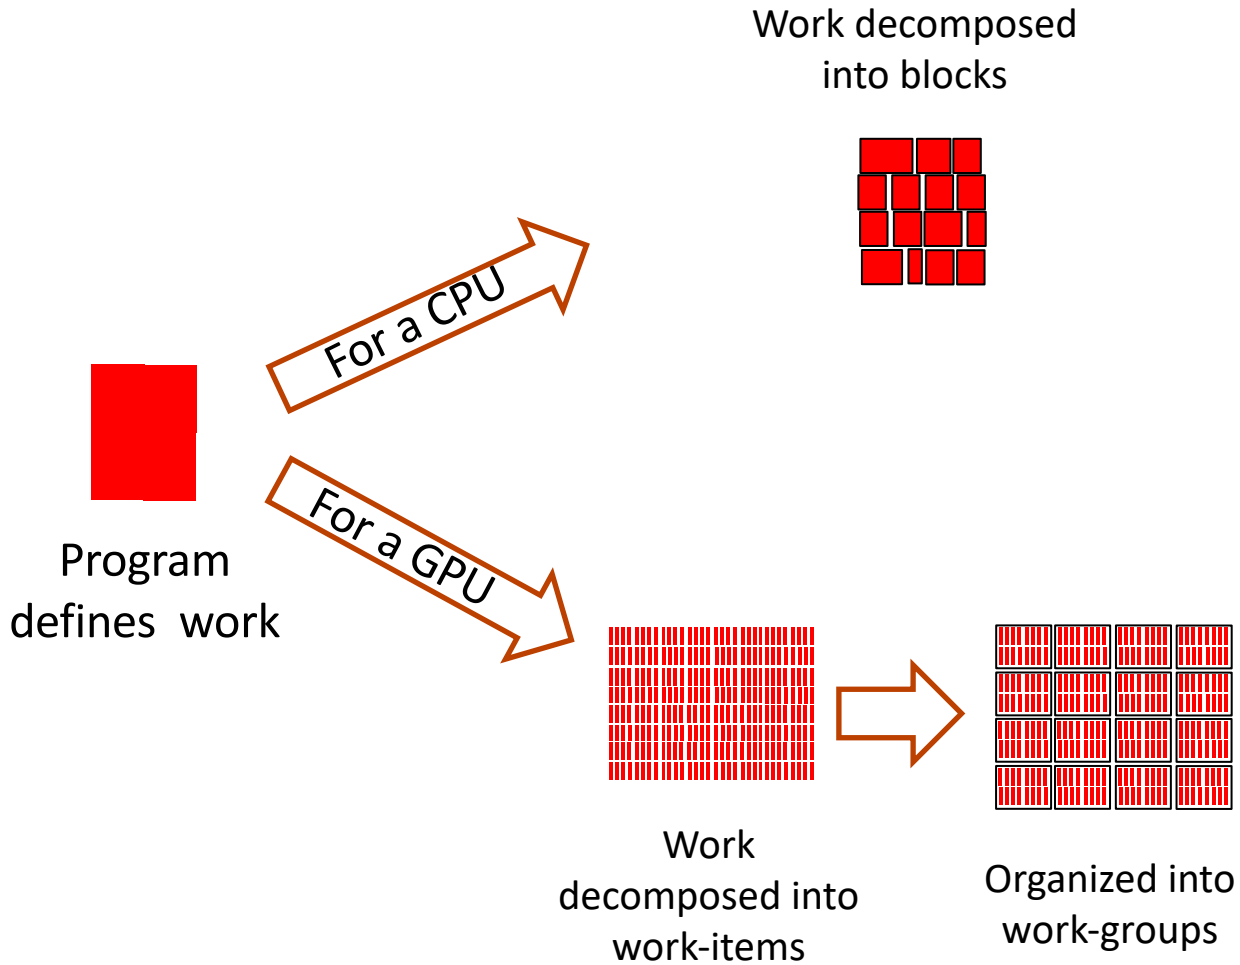 Work decomposed
into blocks
For a CPU
Program
defines  work
For a GPU
Work
decomposed into
work-items
Organized into
work-groups